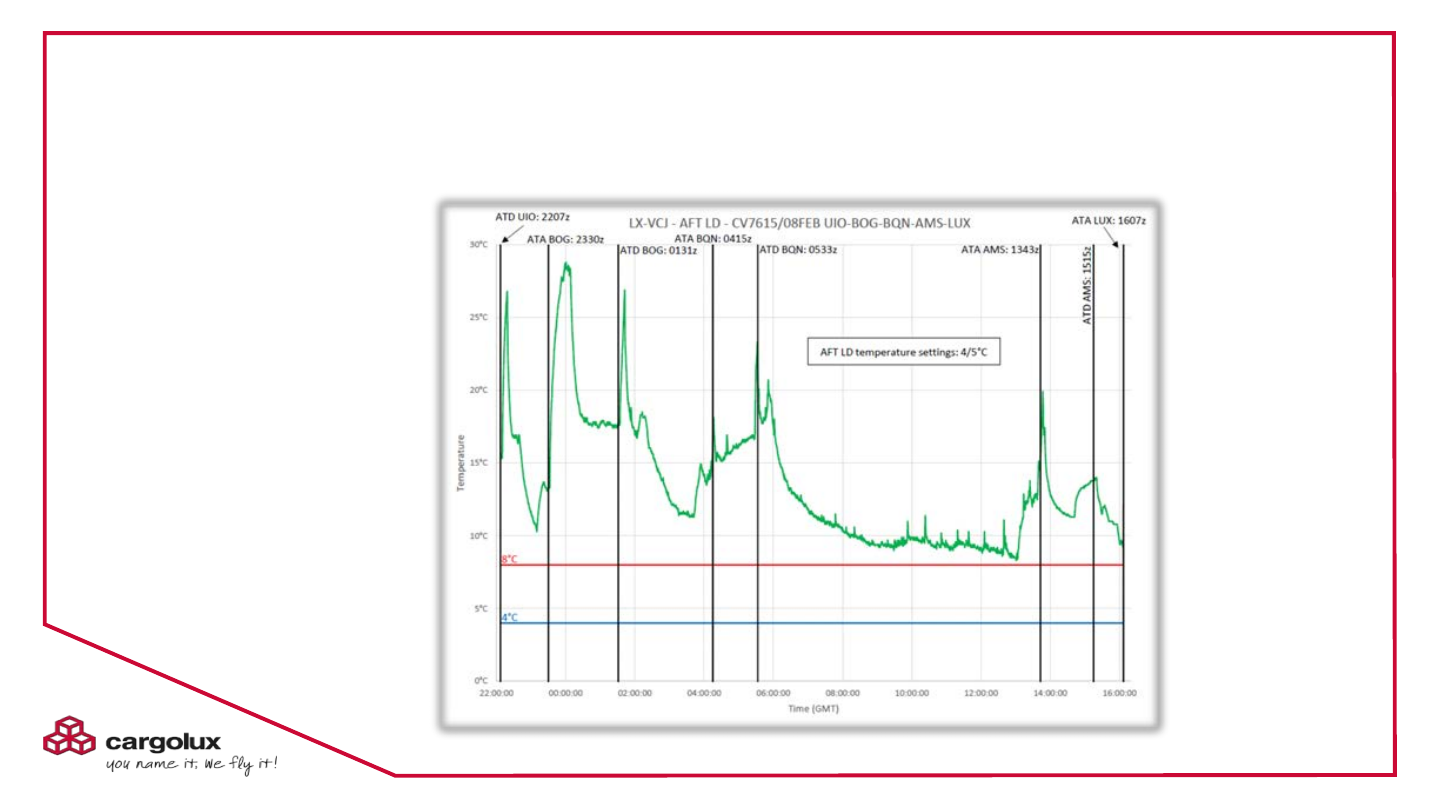 ATD UIO: 2207z
LX-VCJ - AFT LD - CV7615/08FEB UIO-BOG-BQN-AMS-LUX
ATA LUX: 1607z
ATA BOG: 2330z
ATD BOG: 0131z
ATA BQN: 0415z
ATD BQN: 0533z
ATA AMS: 1343z
ATD AMS: 1515z
30°C
25°C
20°C
15°C
10°C
5°C
0°C
Temperature
AFT LD temperature settings: 4/5°C
8°C
4°C
22:00:00 00:00:00 02:00:00 04:00:00 06:00:00 08:00:00 10:00:00 12:00:00 14:00:00 16:00:00
Time (GMT)
cargolux
you name it, we fly it!